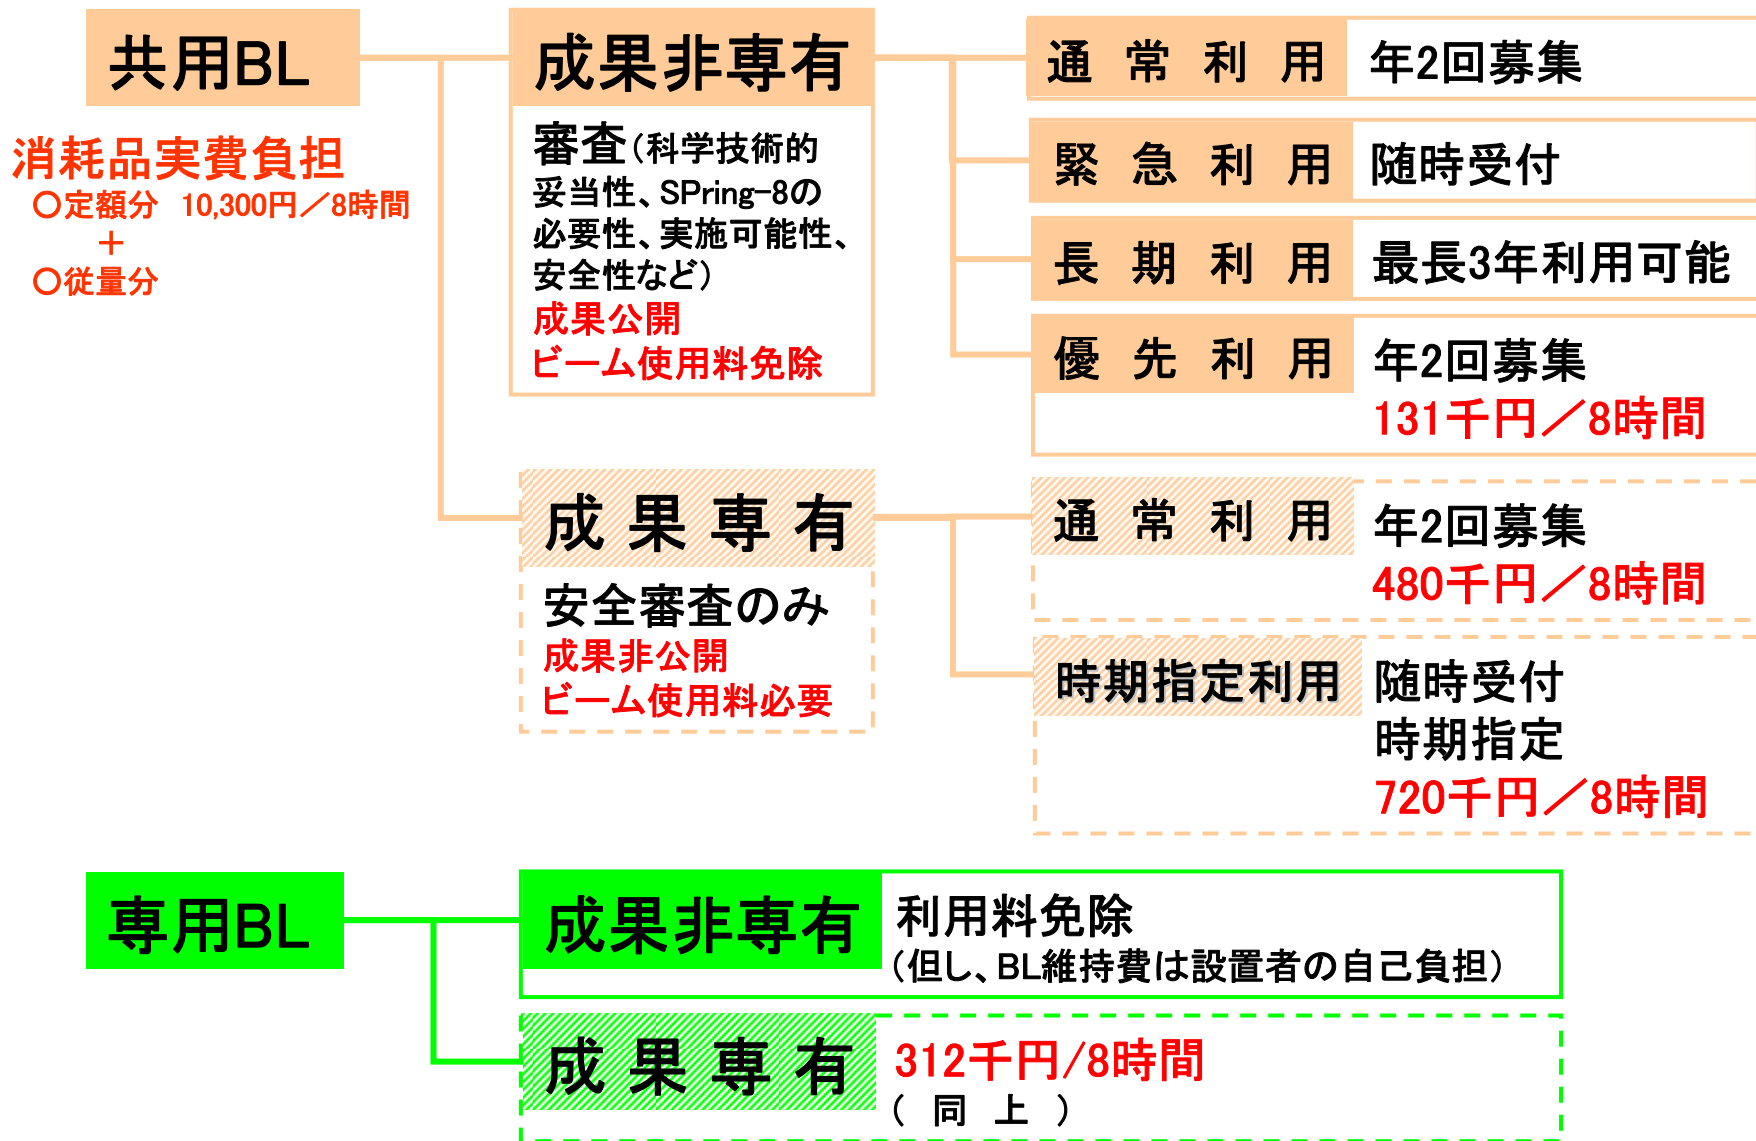 共用BL
消耗品実費負担
○定額分 10,300円／8時間
＋
○従量分
成果非専有
審査（科学技術的
妥当性、SPring-8の
必要性、実施可能性、
安全性など）
成果公開
ビーム使用料免除
通常利用 年2回募集
緊急利用 随時受付
長期利用 最長3年利用可能
優先利用 年2回募集
131千円／8時間
成果専有
安全審査のみ
成果非公開
ビーム使用料必要
通常利用 年2回募集
480千円／8時間
時期指定利用 随時受付
時期指定
720千円／8時間
専用BL
成果非専有 利用料免除
（但し、BL維持費は設置者の自己負担）
成果専有 312千円/8時間
（ 同 上 ）